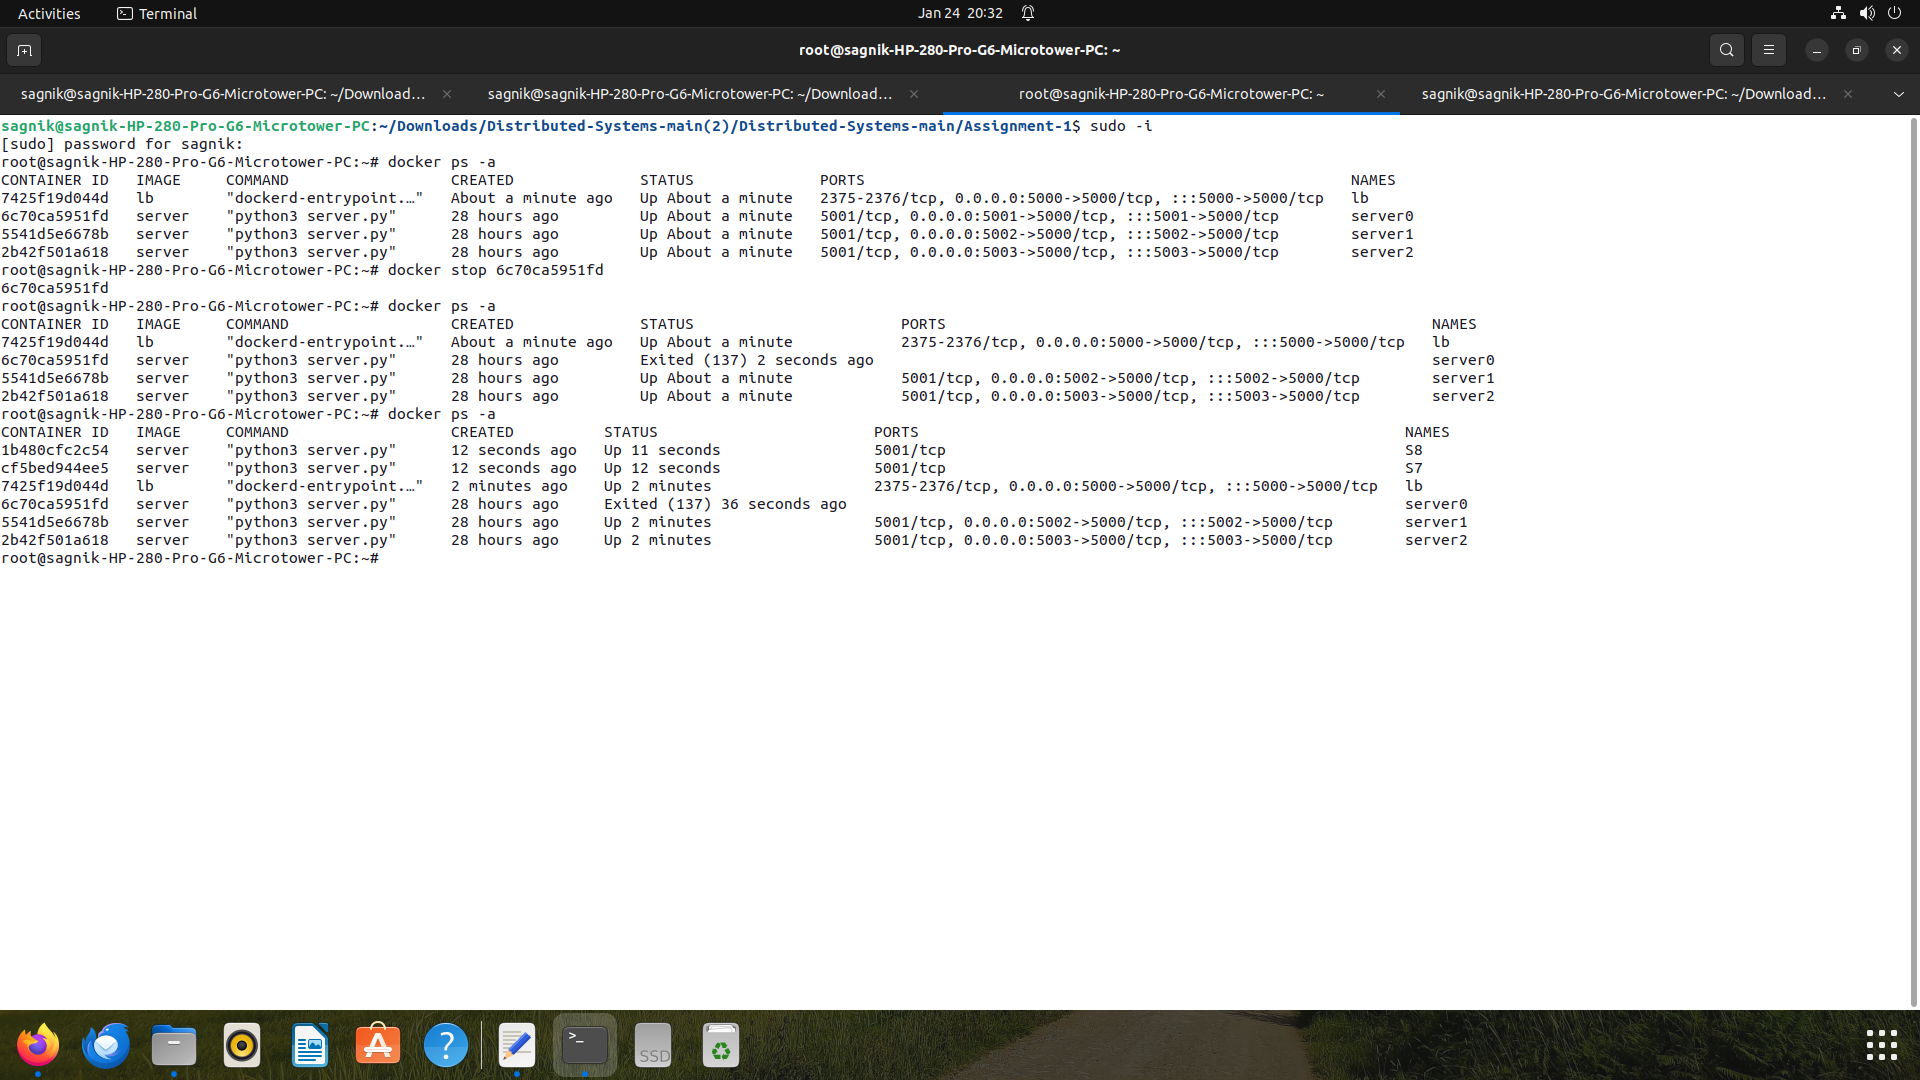 Activities
Terminal
Jan 24 20:32
root@sagnik-HP-280-Pro-G6-Microtower-PC: ~
sagnik@sagnik-HP-280-Pro-G6-Microtower-PC: ~/Download...
sagnik@sagnik-HP-280-Pro-G6-Microtower-PC: ~/Download...
root@sagnik-HP-280-Pro-G6-Microtower-PC: ~
sagnik@sagnik-HP-280-Pro-G6-Microtower-PC: ~/Download...
sagnik@sagnik-HP-280-Pro-G6-Microtower-PC:~/Downloads/Distributed-Systems-main(2)/Distributed-Systems-main/Assignment-1$ sudo -i
[sudo] password for sagnik:
root@sagnik-HP-280-Pro-G6-Microtower-PC:~# docker ps -a
CONTAINER ID   IMAGE     COMMAND                  CREATED              STATUS              PORTS                                                      NAMES
7425f19d044d   lb        "dockerd-entrypoint.…"   About a minute ago   Up About a minute   2375-2376/tcp, 0.0.0.0:5000->5000/tcp, :::5000->5000/tcp   lb
6c70ca5951fd   server    "python3 server.py"      28 hours ago         Up About a minute   5001/tcp, 0.0.0.0:5001->5000/tcp, :::5001->5000/tcp        server0
5541d5e6678b   server    "python3 server.py"      28 hours ago         Up About a minute   5001/tcp, 0.0.0.0:5002->5000/tcp, :::5002->5000/tcp        server1
2b42f501a618   server    "python3 server.py"      28 hours ago         Up About a minute   5001/tcp, 0.0.0.0:5003->5000/tcp, :::5003->5000/tcp        server2
root@sagnik-HP-280-Pro-G6-Microtower-PC:~# docker stop 6c70ca5951fd
6c70ca5951fd
root@sagnik-HP-280-Pro-G6-Microtower-PC:~# docker ps -a
CONTAINER ID   IMAGE     COMMAND                  CREATED              STATUS                       PORTS                                                      NAMES
7425f19d044d   lb        "dockerd-entrypoint.…"   About a minute ago   Up About a minute            2375-2376/tcp, 0.0.0.0:5000->5000/tcp, :::5000->5000/tcp   lb
6c70ca5951fd   server    "python3 server.py"      28 hours ago         Exited (137) 2 seconds ago                                                              server0
5541d5e6678b   server    "python3 server.py"      28 hours ago         Up About a minute            5001/tcp, 0.0.0.0:5002->5000/tcp, :::5002->5000/tcp        server1
2b42f501a618   server    "python3 server.py"      28 hours ago         Up About a minute            5001/tcp, 0.0.0.0:5003->5000/tcp, :::5003->5000/tcp        server2
root@sagnik-HP-280-Pro-G6-Microtower-PC:~# docker ps -a
CONTAINER ID   IMAGE     COMMAND                  CREATED          STATUS                        PORTS                                                      NAMES
1b480cfc2c54   server    "python3 server.py"      12 seconds ago   Up 11 seconds                 5001/tcp                                                   S8
cf5bed944ee5   server    "python3 server.py"      12 seconds ago   Up 12 seconds                 5001/tcp                                                   S7
7425f19d044d   lb        "dockerd-entrypoint.…"   2 minutes ago    Up 2 minutes                  2375-2376/tcp, 0.0.0.0:5000->5000/tcp, :::5000->5000/tcp   lb
6c70ca5951fd   server    "python3 server.py"      28 hours ago     Exited (137) 36 seconds ago                                                              server0
5541d5e6678b   server    "python3 server.py"      28 hours ago     Up 2 minutes                  5001/tcp, 0.0.0.0:5002->5000/tcp, :::5002->5000/tcp        server1
2b42f501a618   server    "python3 server.py"      28 hours ago     Up 2 minutes                  5001/tcp, 0.0.0.0:5003->5000/tcp, :::5003->5000/tcp        server2
root@sagnik-HP-280-Pro-G6-Microtower-PC:~#
SSD